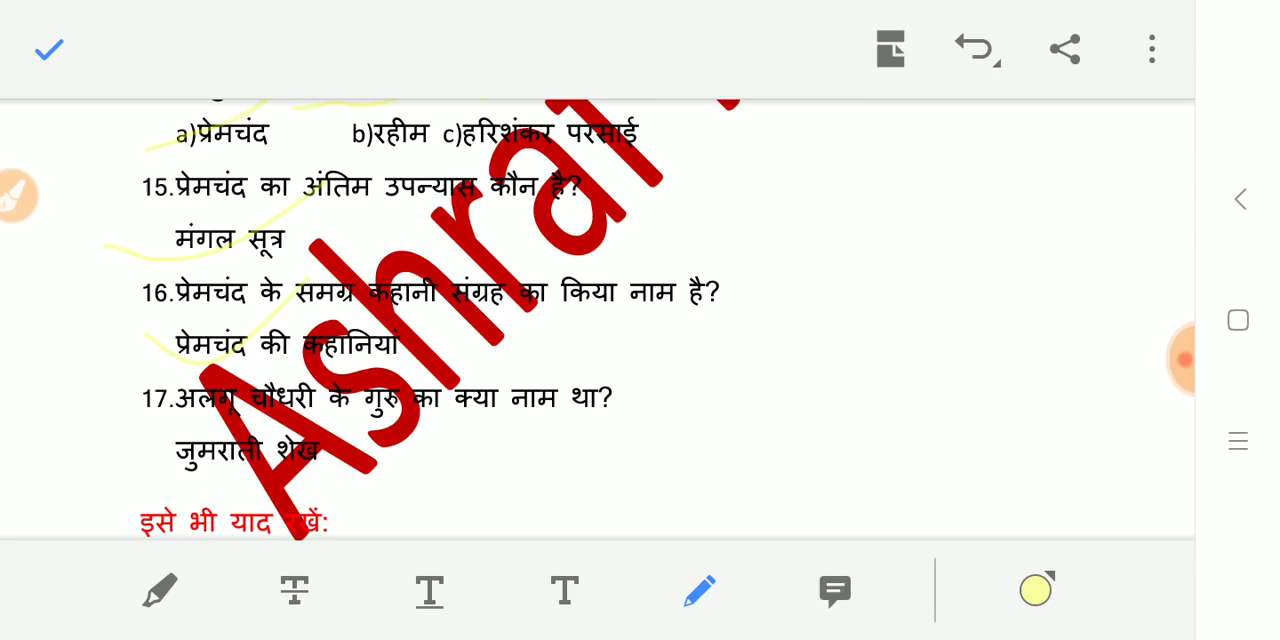 a)प्रेमचंद b)रहीम c)हरिशंकर परसाई
15.प्रेमचंद का अंतिम उपन्यास कौन है?
मंगल सूत्र
16.प्रेमचंद के समग्र कहानी संग्रह का किया नाम है?
प्रेमचंद की कहानियां
17.अलगू चौधरी के गुरु का क्या नाम था?
जुमराती शेख
इसे भी याद रखें: